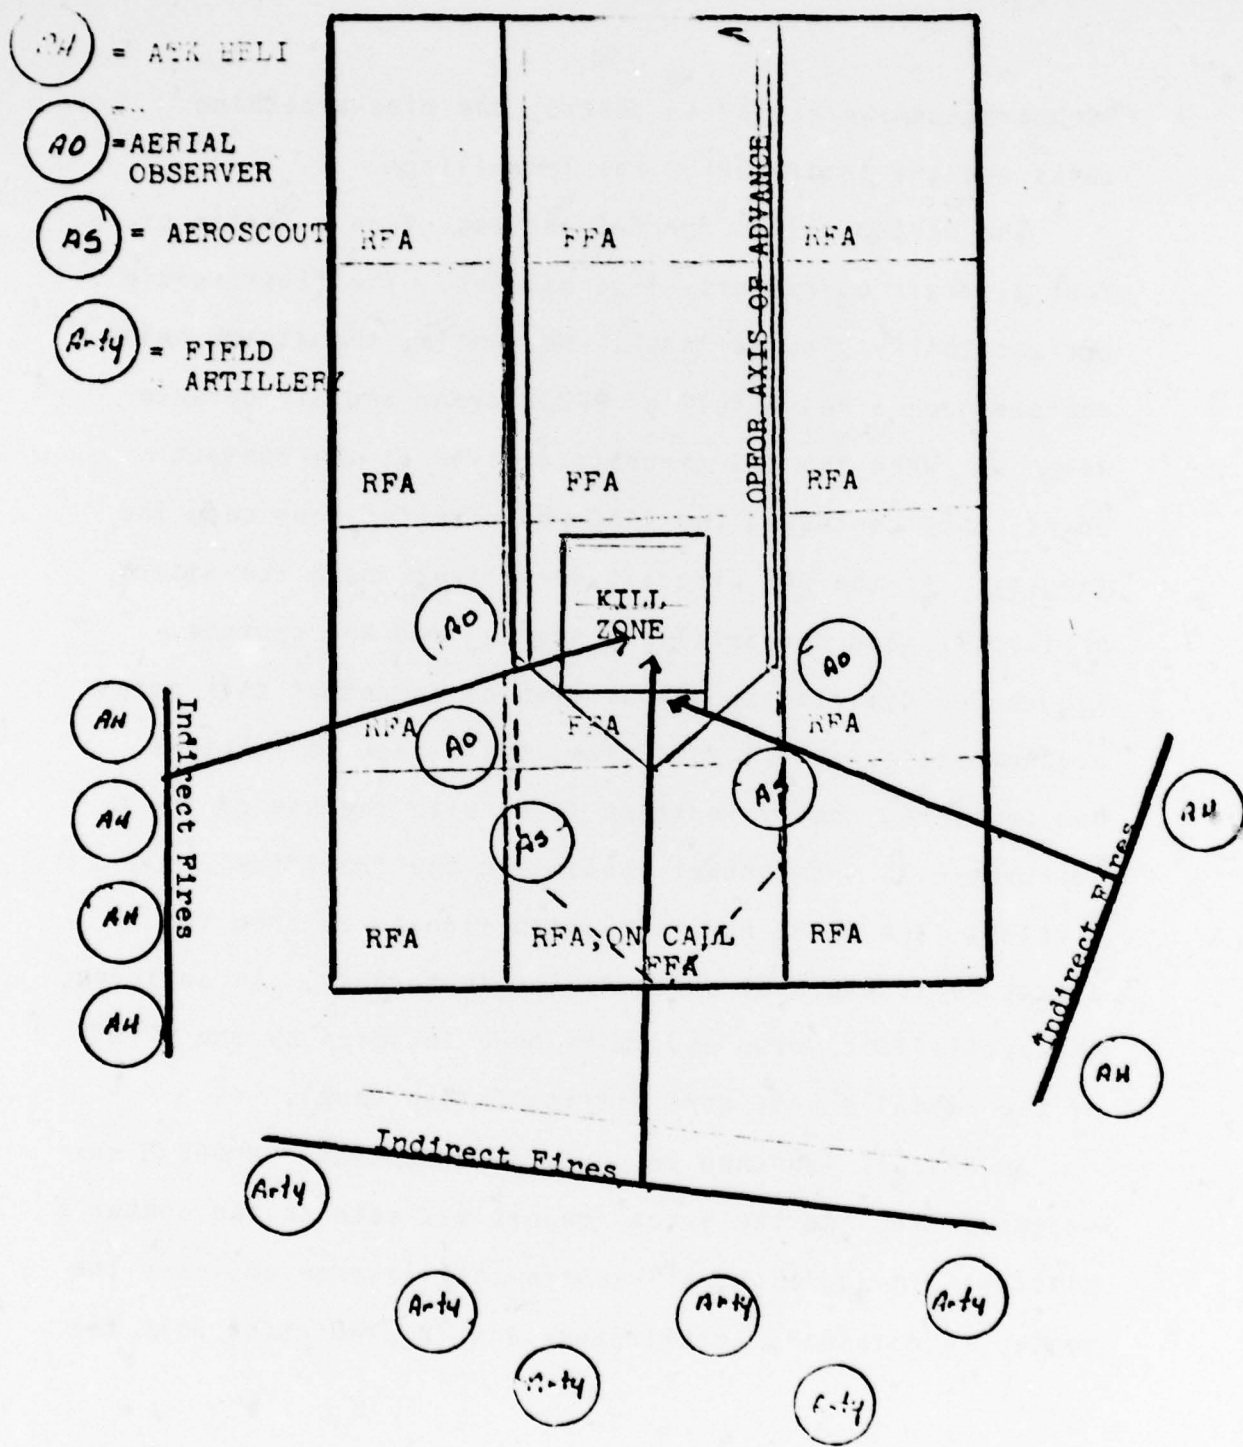 AH = ATK HELI
AO = AERIAL
OBSERVER
AS = AEROSCOUT
Arty = FIELD
ARTILLERY
RFA FFA RFA
OPFOR AXIS OF ADVANCE
RFA FFA RFA
KILL
ZONE
AO
AO
AH
Indirect Fires
RFA
AO
FFA
RFA
AH
AS
AS
AH
Indirect Fires
AH
RFA RFA, ON CALL RFA
FFA
AH
AH
Indirect Fires
Arty
Arty
Arty
Arty
Arty
Arty